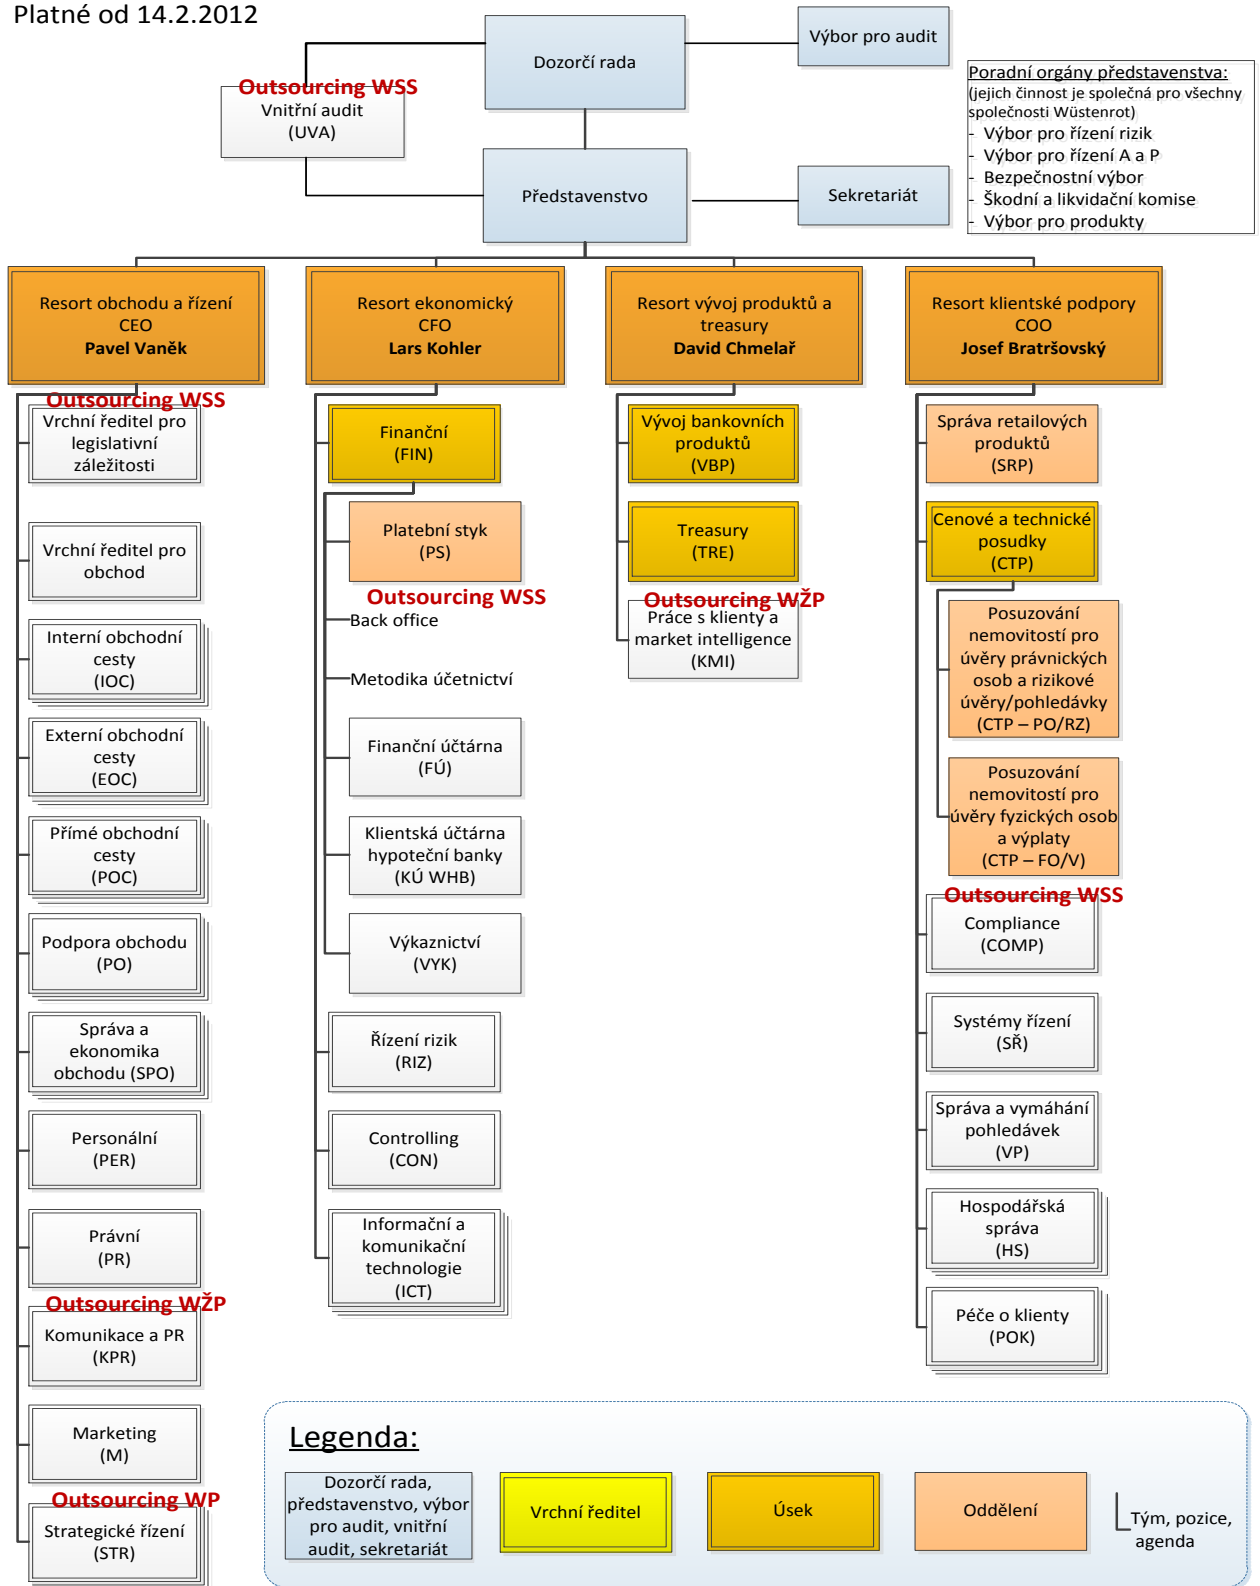 Platné od 14.2.2012
Dozorčí rada
Výbor pro audit
Outsourcing WSS
Vnitřní audit
(UVA)
Představenstvo
Sekretariát
Poradní orgány představenstva:
(jejich činnost je společná pro všechny
společnosti Wüstenrot)
- Výbor pro řízení rizik
- Výbor pro řízení A a P
- Bezpečnostní výbor
- Škodní a likvidační komise
- Výbor pro produkty
Resort obchodu a řízení
CEO
Pavel Vaněk
Resort ekonomický
CFO
Lars Kohler
Resort vývoj produktů a
treasury
David Chmelař
Resort klientské podpory
COO
Josef Bratršovský
Outsourcing WSS
Vrchní ředitel pro
legislativní
záležitosti
Vrchní ředitel pro
obchod
Interní obchodní
cesty
(IOC)
Externí obchodní
cesty
(EOC)
Přímé obchodní
cesty
(POC)
Podpora obchodu
(PO)
Správa a
ekonomika
obchodu (SPO)
Personální
(PER)
Právní
(PR)
Outsourcing WŽP
Komunikace a PR
(KPR)
Marketing
(M)
Outsourcing WP
Strategické řízení
(STR)
Finanční
(FIN)
Platební styk
(PS)
Outsourcing WSS
Back office
Metodika účetnictví
Finanční účtárna
(FÚ)
Klientská účtárna
hypoteční banky
(KÚ WHB)
Výkaznictví
(VYK)
Řízení rizik
(RIZ)
Controlling
(CON)
Informační a
komunikační
technologie
(ICT)
Vývoj bankovních
produktů
(VBP)
Treasury
(TRE)
Outsourcing WŽP
Práce s klienty a
market intelligence
(KMI)
Správa retailových
produktů
(SRP)
Cenové a technické
posudky
(CTP)
Posuzování
nemovitostí pro
úvěry právnických
osob a rizikové
úvěry/pohledávky
(CTP – PO/RZ)
Posuzování
nemovitostí pro
úvěry fyzických osob
a výplaty
(CTP – FO/V)
Outsourcing WSS
Compliance
(COMP)
Systémy řízení
(SŘ)
Správa a vymáhání
pohledávek
(VP)
Hospodářská
správa
(HS)
Péče o klienty
(POK)
Legenda:
Dozorčí rada,
představenstvo, výbor
pro audit, vnitřní
audit, sekretariát
Vrchní ředitel
Úsek
Oddělení
Tým, pozice,
agenda